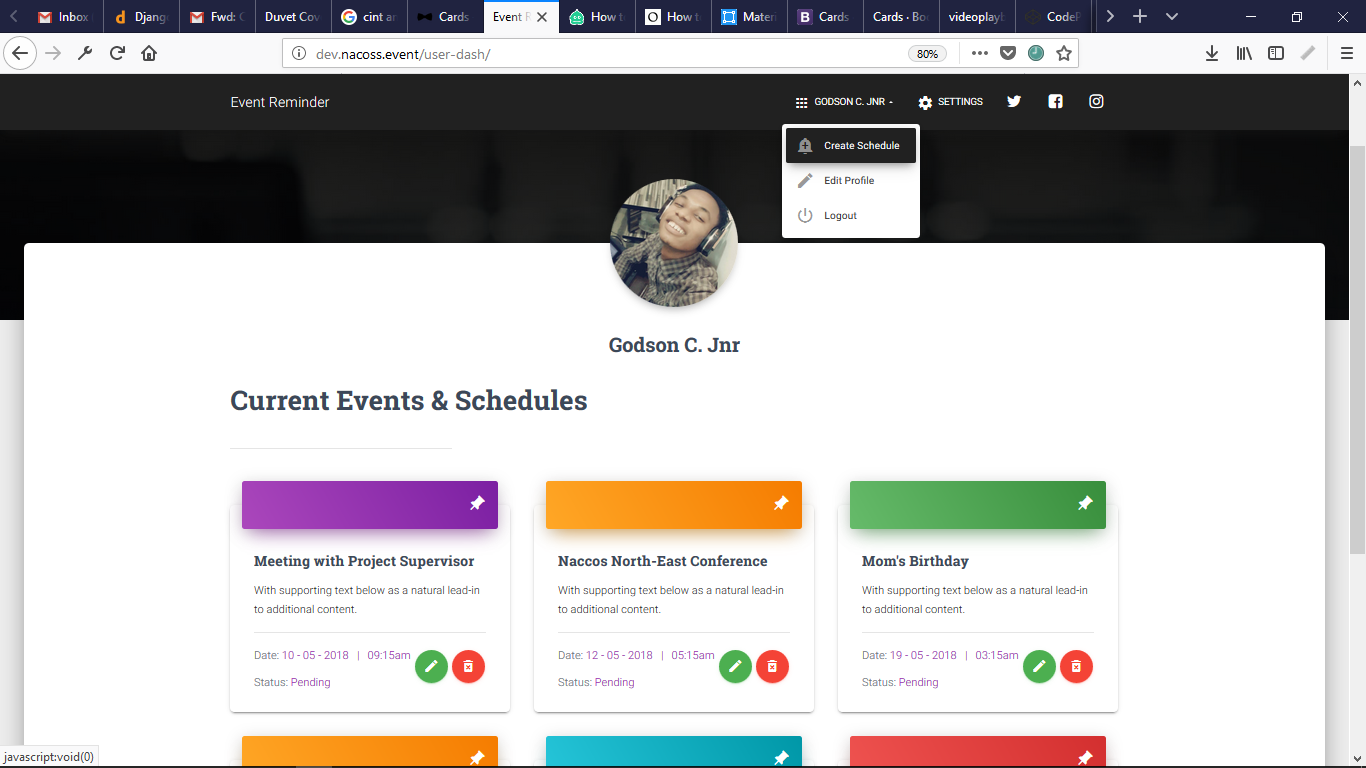 Inbox
Djang
Fwd:
Duvet Cov
cint ar
Cards
Event R
How t
How t
Materi
Cards
Cards · Bo
videoplayb
CodeP
dev.nacoss.event/user-dash/
80%
Event Reminder
GODSON C. JNR
SETTINGS
Create Schedule
Edit Profile
Logout
Godson C. Jnr
Current Events & Schedules
Meeting with Project Supervisor
With supporting text below as a natural lead-in
to additional content.
Date: 10 - 05 - 2018 | 09:15am
Status: Pending
Naccos North-East Conference
With supporting text below as a natural lead-in
to additional content.
Date: 12 - 05 - 2018 | 05:15am
Status: Pending
Mom's Birthday
With supporting text below as a natural lead-in
to additional content.
Date: 19 - 05 - 2018 | 03:15am
Status: Pending
javascript:void(0)